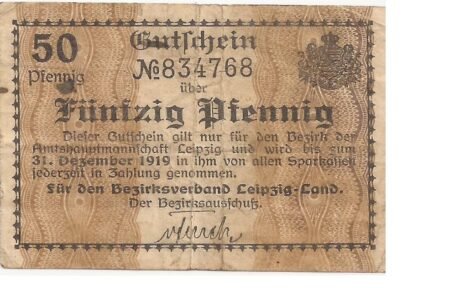 50
Pfennig
Gutschein
№834768
über
Fünfzig Pfennig
Dieser Gutschein gilt nur für den Bezirk der
Amtshauptmannschaft Leipzig und wird bis zum
31. Dezember 1919 in ihm von allen Sparkassen
jederzeit in Zahlung genommen.
Für den Bezirksverband Leipzig-Land.
Der Bezirksausschuß.